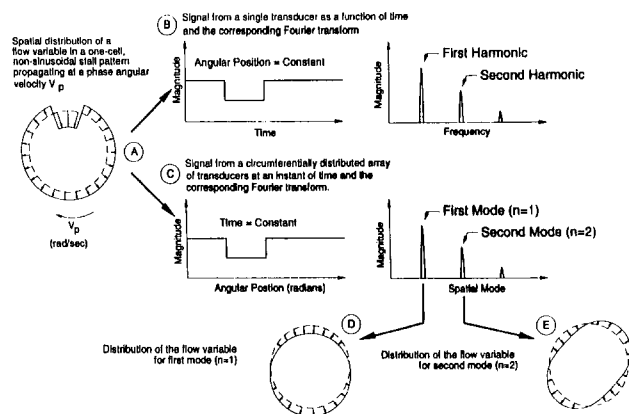 Spatial distribution of a
flow variable in a one-cell,
non-sinusoidal stall pattern
propagating at a phase angular
velocity Vp
A
Vp
(rad/sec)
B
Signal from a single transducer as a function of time
and the corresponding Fourier transform
Magnitude
Angular Position = Constant
Time
Magnitude
First Harmonic
Second Harmonic
Frequency
C
Signal from a circumferentially distributed array
of transducers at an instant of time and the
corresponding Fourier transform.
Magnitude
Time = Constant
Angular Position (radians)
Magnitude
First Mode (n=1)
Second Mode (n=2)
Spatial Mode
D
Distribution of the flow variable
for first mode (n=1)
E
Distribution of the flow variable
for second mode (n=2)